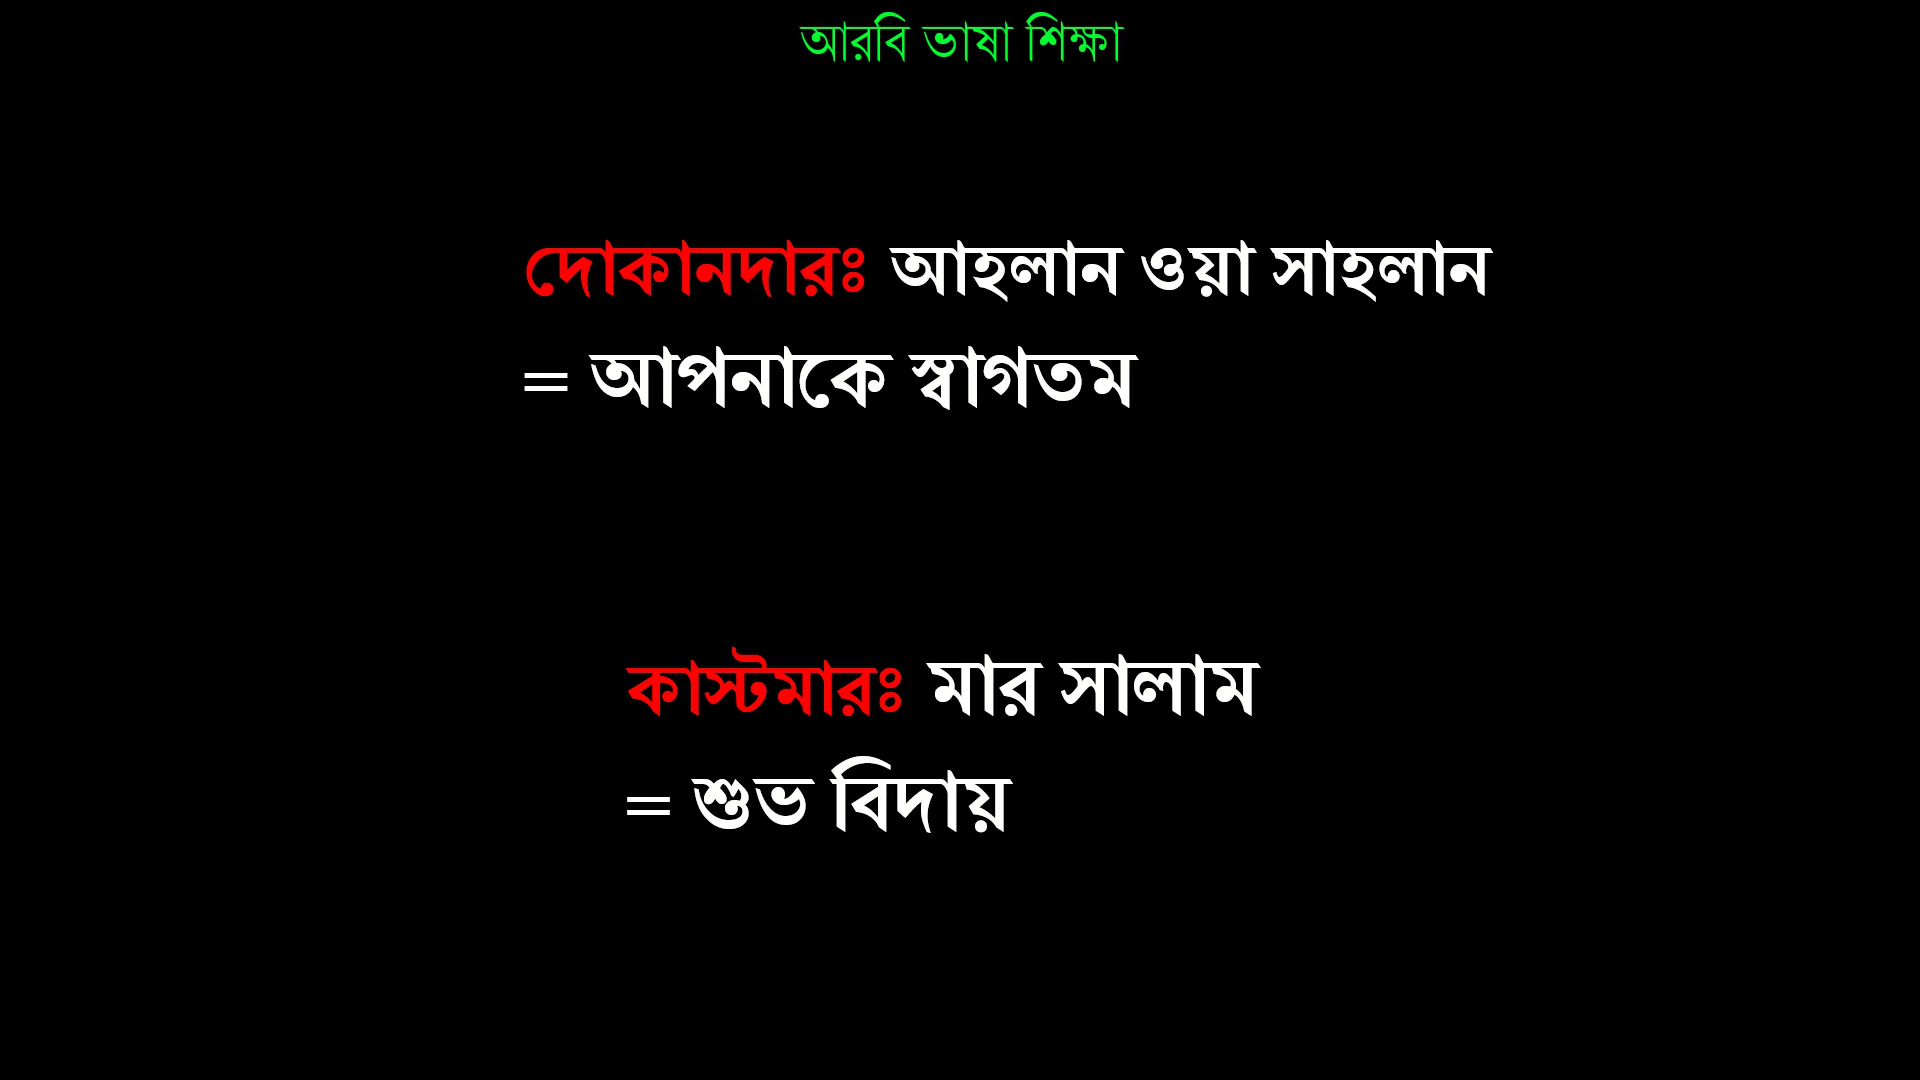 আরবি ভাষা শিক্ষা
দোকানদারঃ আহলান ওয়া সাহলান
= আপনাকে স্বাগতম
কাস্টমারঃ মার সালাম
= শুভ বিদায়